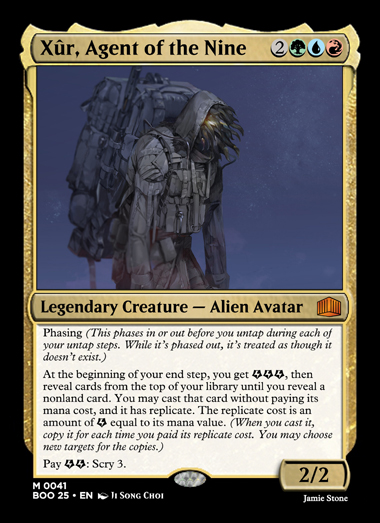 Xûr, Agent of the Nine 2
Legendary Creature — Alien Avatar
Phasing (This phases in or out before you untap during each of
your untap steps. While it's phased out, it's treated as though it
doesn't exist.)
At the beginning of your end step, you get , then
reveal cards from the top of your library until you reveal a
nonland card. You may cast that card without paying its
mana cost, and it has replicate. The replicate cost is an
amount of equal to its mana value. (When you cast it,
copy it for each time you paid its replicate cost. You may choose
new targets for the copies.)
Pay : Scry 3.
2/2
M 0041
BOO 25 • EN Ji Song Choi
Jamie Stone